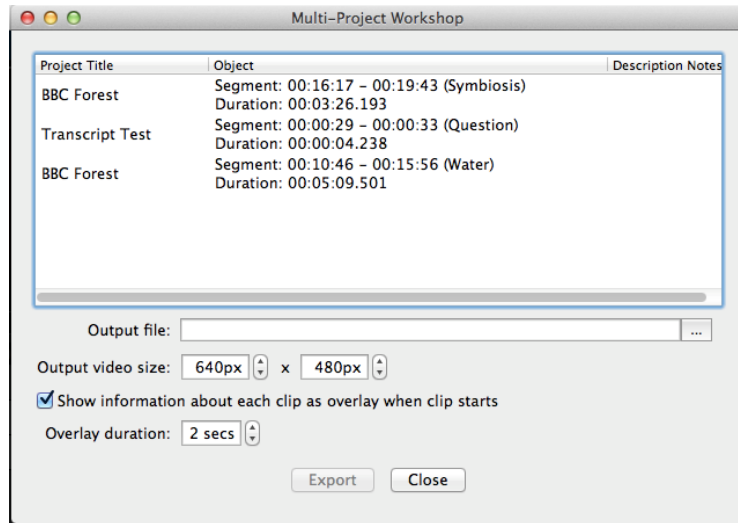 Multi-Project Workshop
Project Title Object Description Notes
BBC Forest
Segment: 00:16:17 – 00:19:43 (Symbiosis)
Duration: 00:03:26.193
Transcript Test
Segment: 00:00:29 – 00:00:33 (Question)
Duration: 00:00:04.238
BBC Forest
Segment: 00:10:46 – 00:15:56 (Water)
Duration: 00:05:09.501
Output file: ...
Output video size: 640px x 480px
Show information about each clip as overlay when clip starts
Overlay duration: 2 secs
Export Close